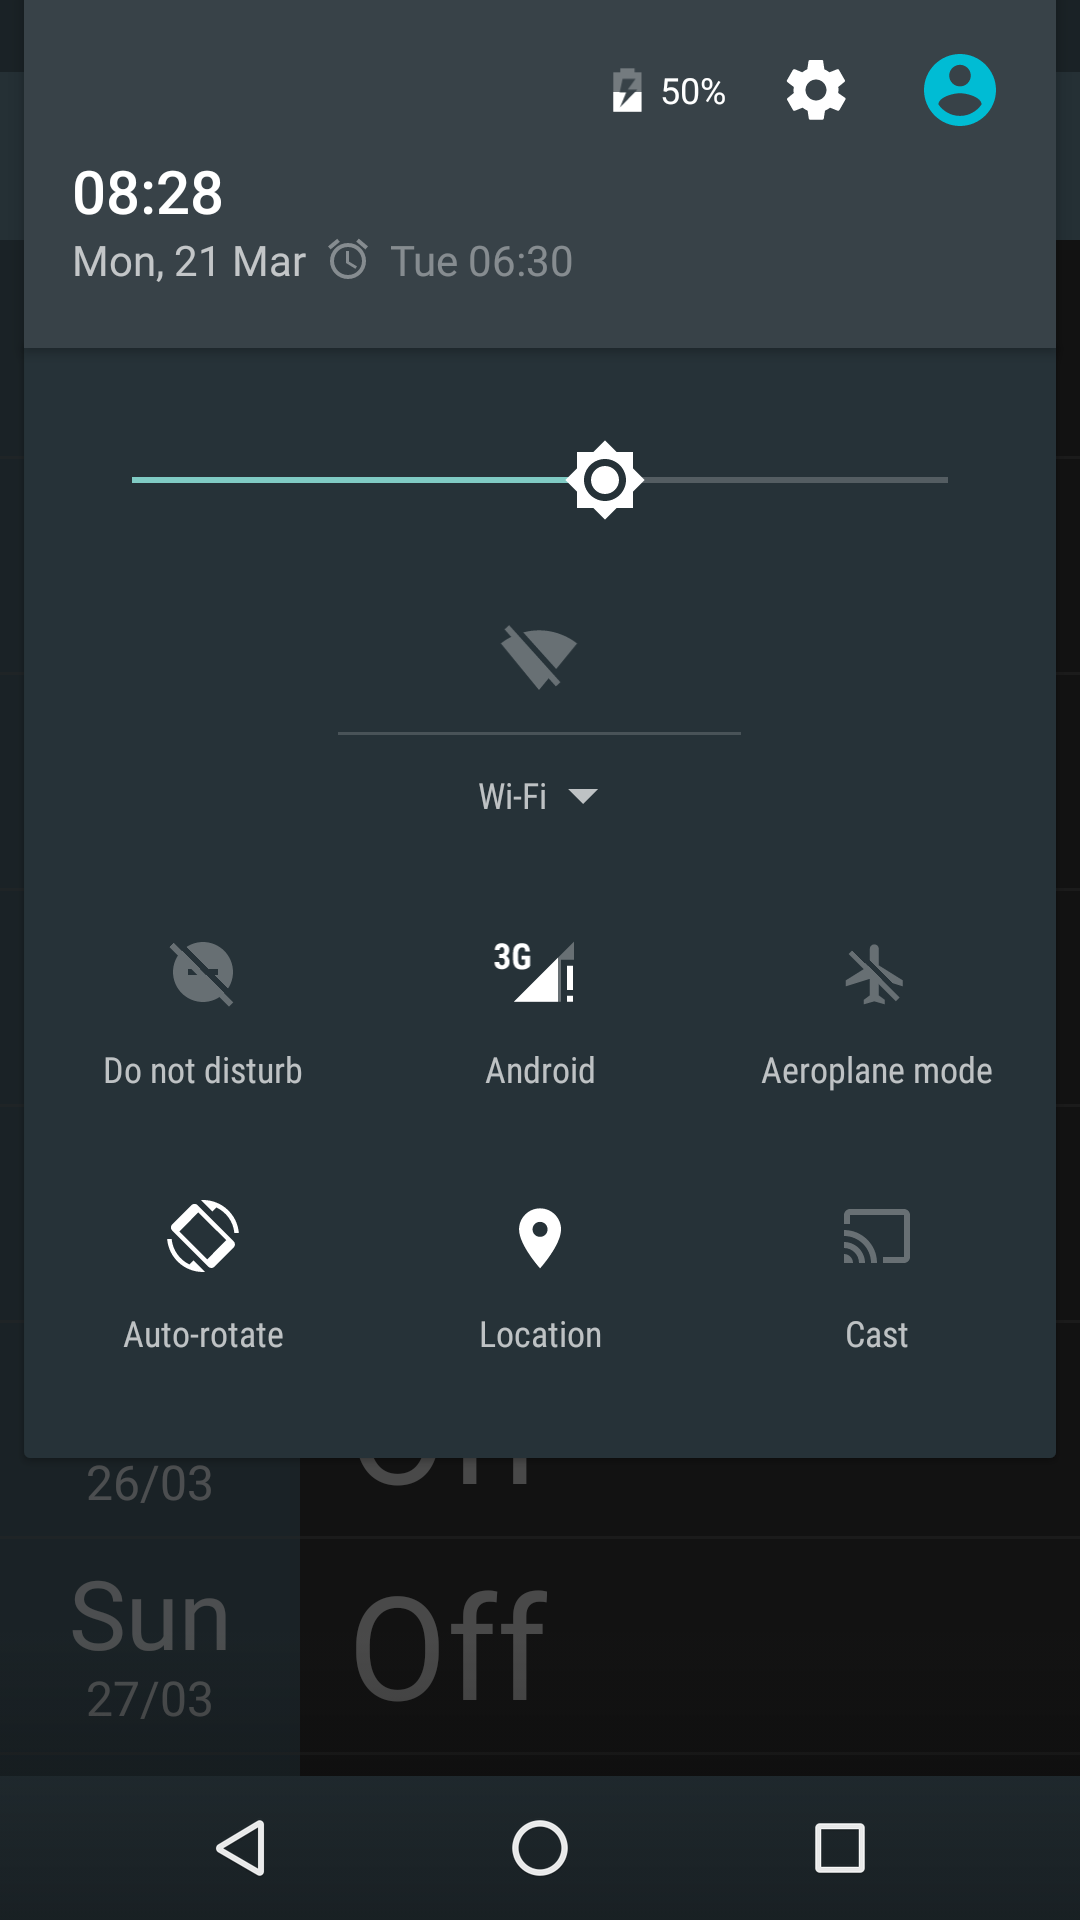 50%
08:28
Mon, 21 Mar Tue 06:30
Wi-Fi
3G
Do not disturb Android Aeroplane mode
Auto-rotate Location Cast
26/03
Sun Off
27/03